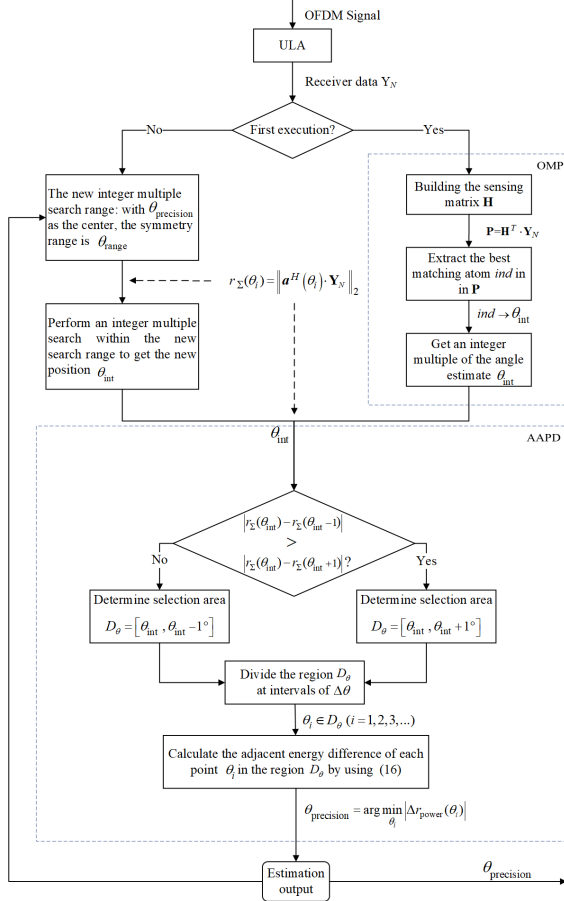 OFDM Signal
ULA
Receiver data Y_N
First execution?
No
Yes
OMP
The new integer multiple
search range: with θ_precision
as the center, the symmetry
range is θ_range
Building the sensing
matrix H
P=H^T·Y_N
Extract the best
matching atom ind in
in P
r_Σ(θ_i)=‖a^H(θ_i)·Y_N‖_2
Perform an integer multiple
search within the new
search range to get the new
position θ_int
ind→θ_int
Get an integer
multiple of the angle
estimate θ_int
θ_int
AAPD
|r_Σ(θ_int)−r_Σ(θ_int−1)|
>
|r_Σ(θ_int)−r_Σ(θ_int+1)|?
No
Yes
Determine selection area
D_θ=[θ_int,θ_int−1°]
Determine selection area
D_θ=[θ_int,θ_int+1°]
Divide the region D_θ
at intervals of Δθ
θ_i∈D_θ (i=1,2,3,...)
Calculate the adjacent energy difference of each
point θ_i in the region D_θ by using (16)
θ_precision=arg min_θ_i|Δr_power(θ_i)|
Estimation
output
θ_precision